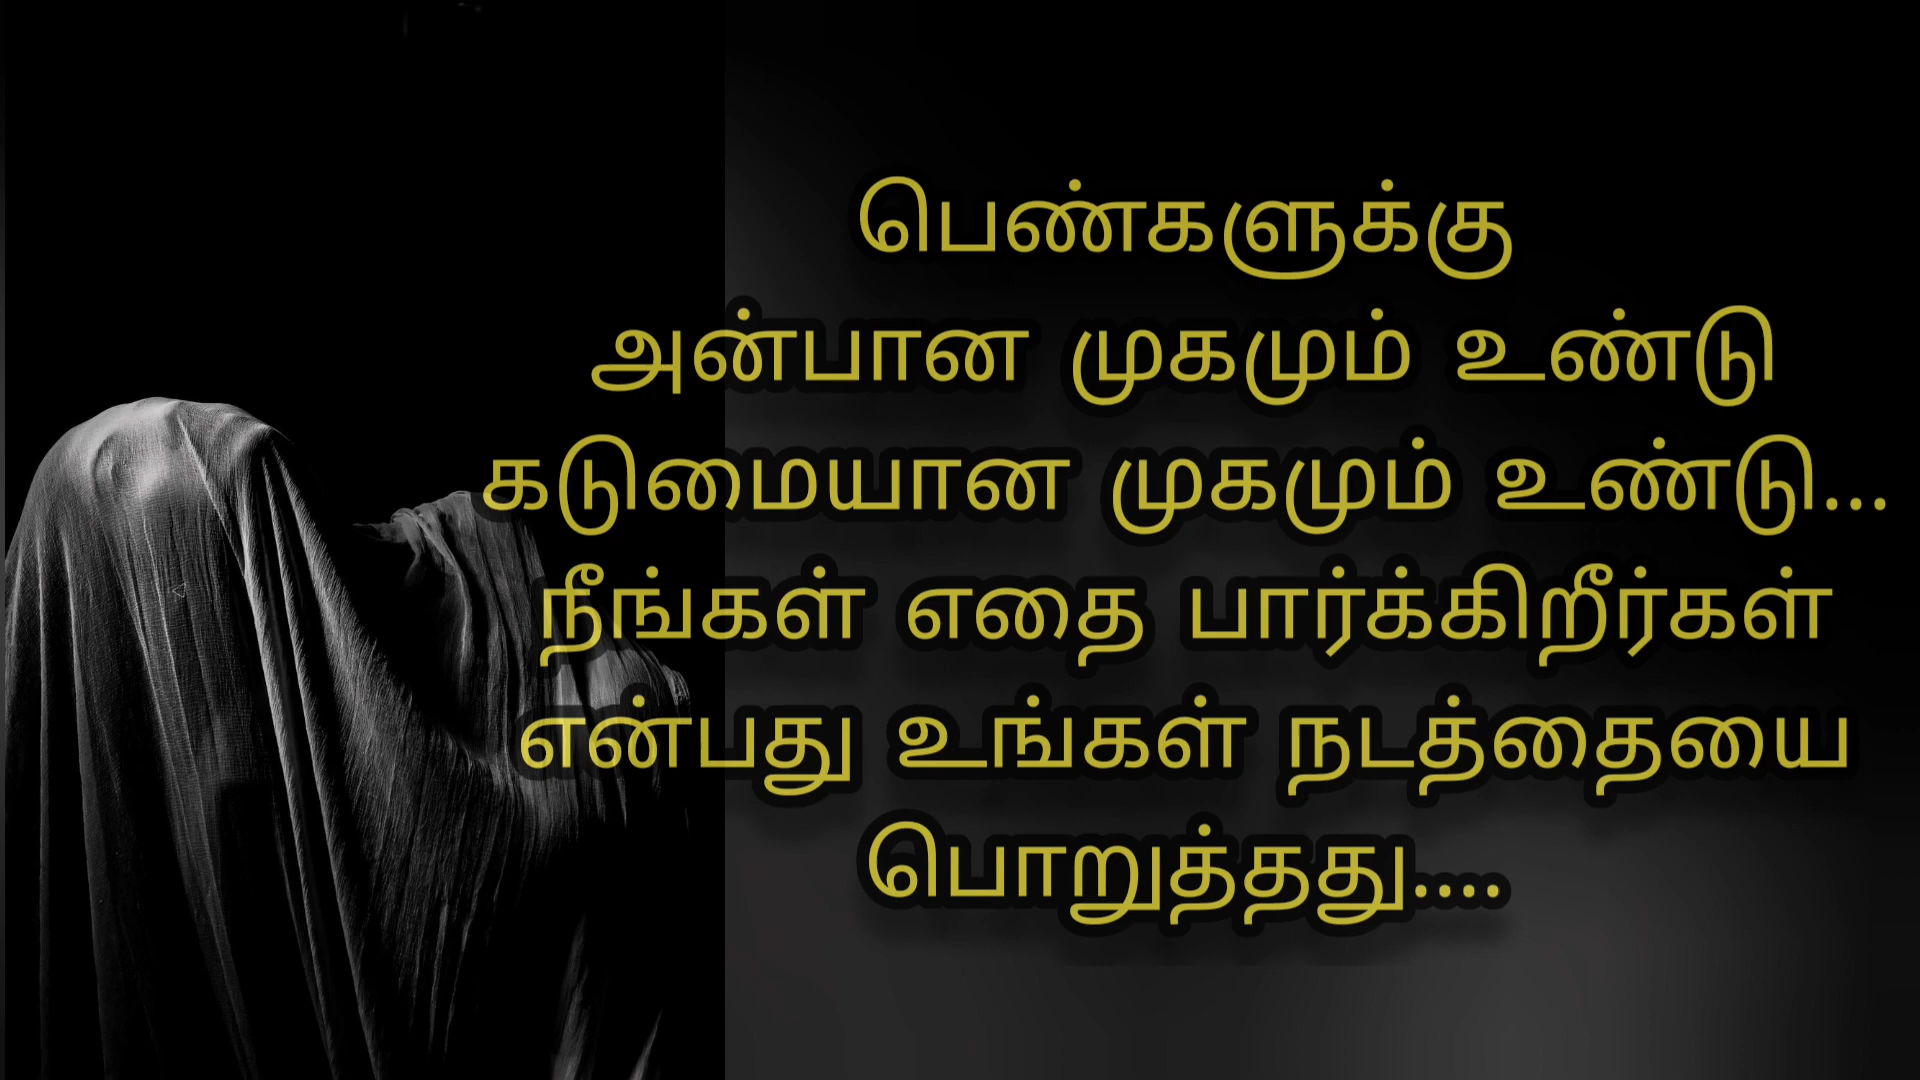 பெண்களுக்கு
அன்பான முகமும் உண்டு
கடுமையான முகமும் உண்டு...
நீங்கள் எதை பார்க்கிறீர்கள்
என்பது உங்கள் நடத்தையை
பொறுத்தது....